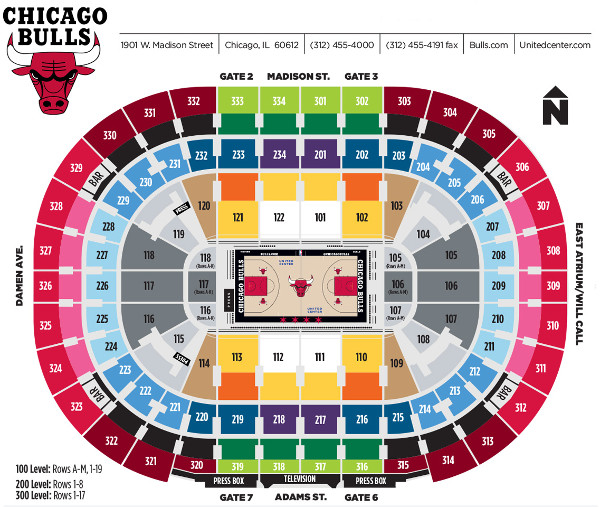 CHICAGO
BULLS
1901 W. Madison Street | Chicago, IL 60612 | (312) 455-4000 | (312) 455-4191 fax | Bulls.com | Unitedcenter.com
GATE 2 MADISON ST. GATE 3
N
332 333 334 301 302 303
331 304
330 305
329 306
BAR BAR
328 307
327 308
326 309
325 310
324 311
323 312
BAR BAR
322 313
321 314
320 319 318 317 316 315
232 233 234 201 202 203
231 204
230 205
229 206
228 207
227 208
226 209
225 210
224 211
223 212
222 213
221 214
220 219 218 217 216 215
PRESS
120 121 122 101 102 103
119 104
118 118 (Rows A-H) 105 (Rows A-H) 105
117 117 (Rows A-H) 106 (Rows A-H) 106
116 116 (Rows A-H) 107 (Rows A-H) 107
115 108
PRESS
114 113 112 111 110 109
CHICAGO BULLS
UNITED
CENTER
UNITED
CENTER
CHICAGO BULLS
DAMEN AVE.
EAST ATRIUM/WILL CALL
100 Level: Rows A-M, 1-19
200 Level: Rows 1-8
300 Level: Rows 1-17
PRESS BOX TELEVISION PRESS BOX
GATE 7 ADAMS ST. GATE 6